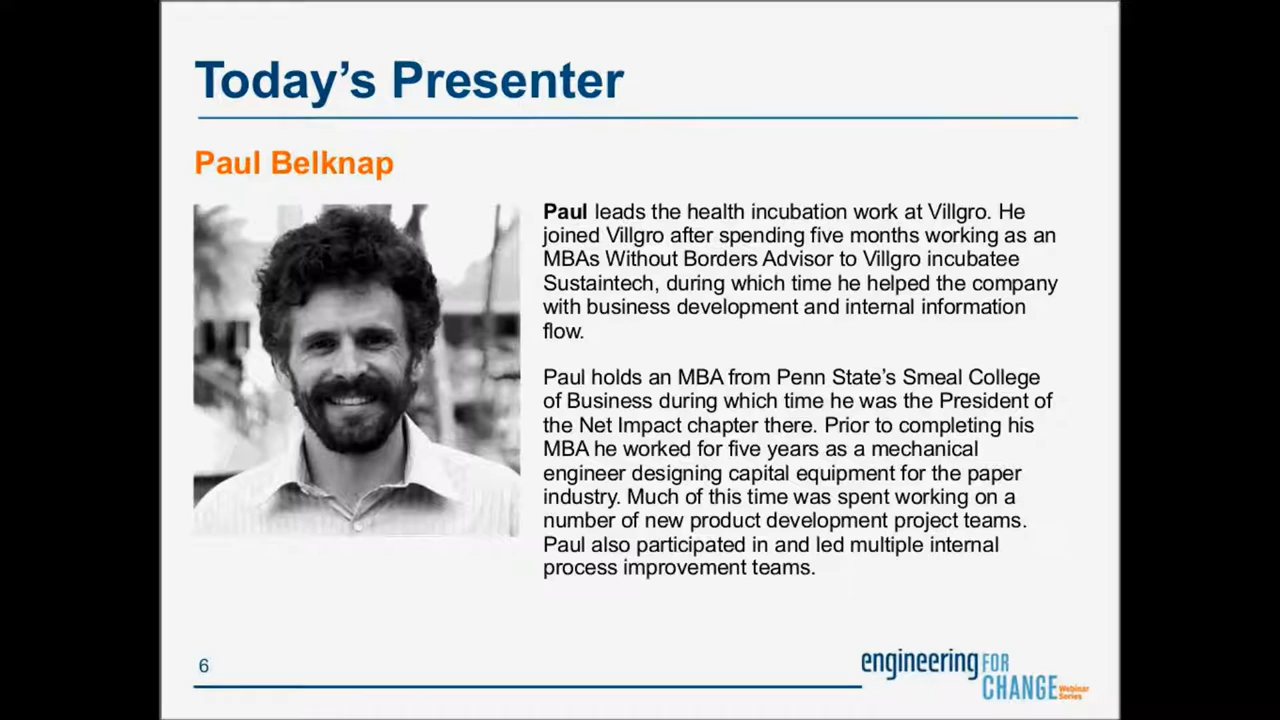 Today's Presenter
Paul Belknap
Paul leads the health incubation work at Villgro. He
joined Villgro after spending five months working as an
MBAs Without Borders Advisor to Villgro incubatee
Sustaintech, during which time he helped the company
with business development and internal information
flow.
Paul holds an MBA from Penn State's Smeal College
of Business during which time he was the President of
the Net Impact chapter there. Prior to completing his
MBA he worked for five years as a mechanical
engineer designing capital equipment for the paper
industry. Much of this time was spent working on a
number of new product development project teams.
Paul also participated in and led multiple internal
process improvement teams.
6
engineering FOR
CHANGE Webinar
Series